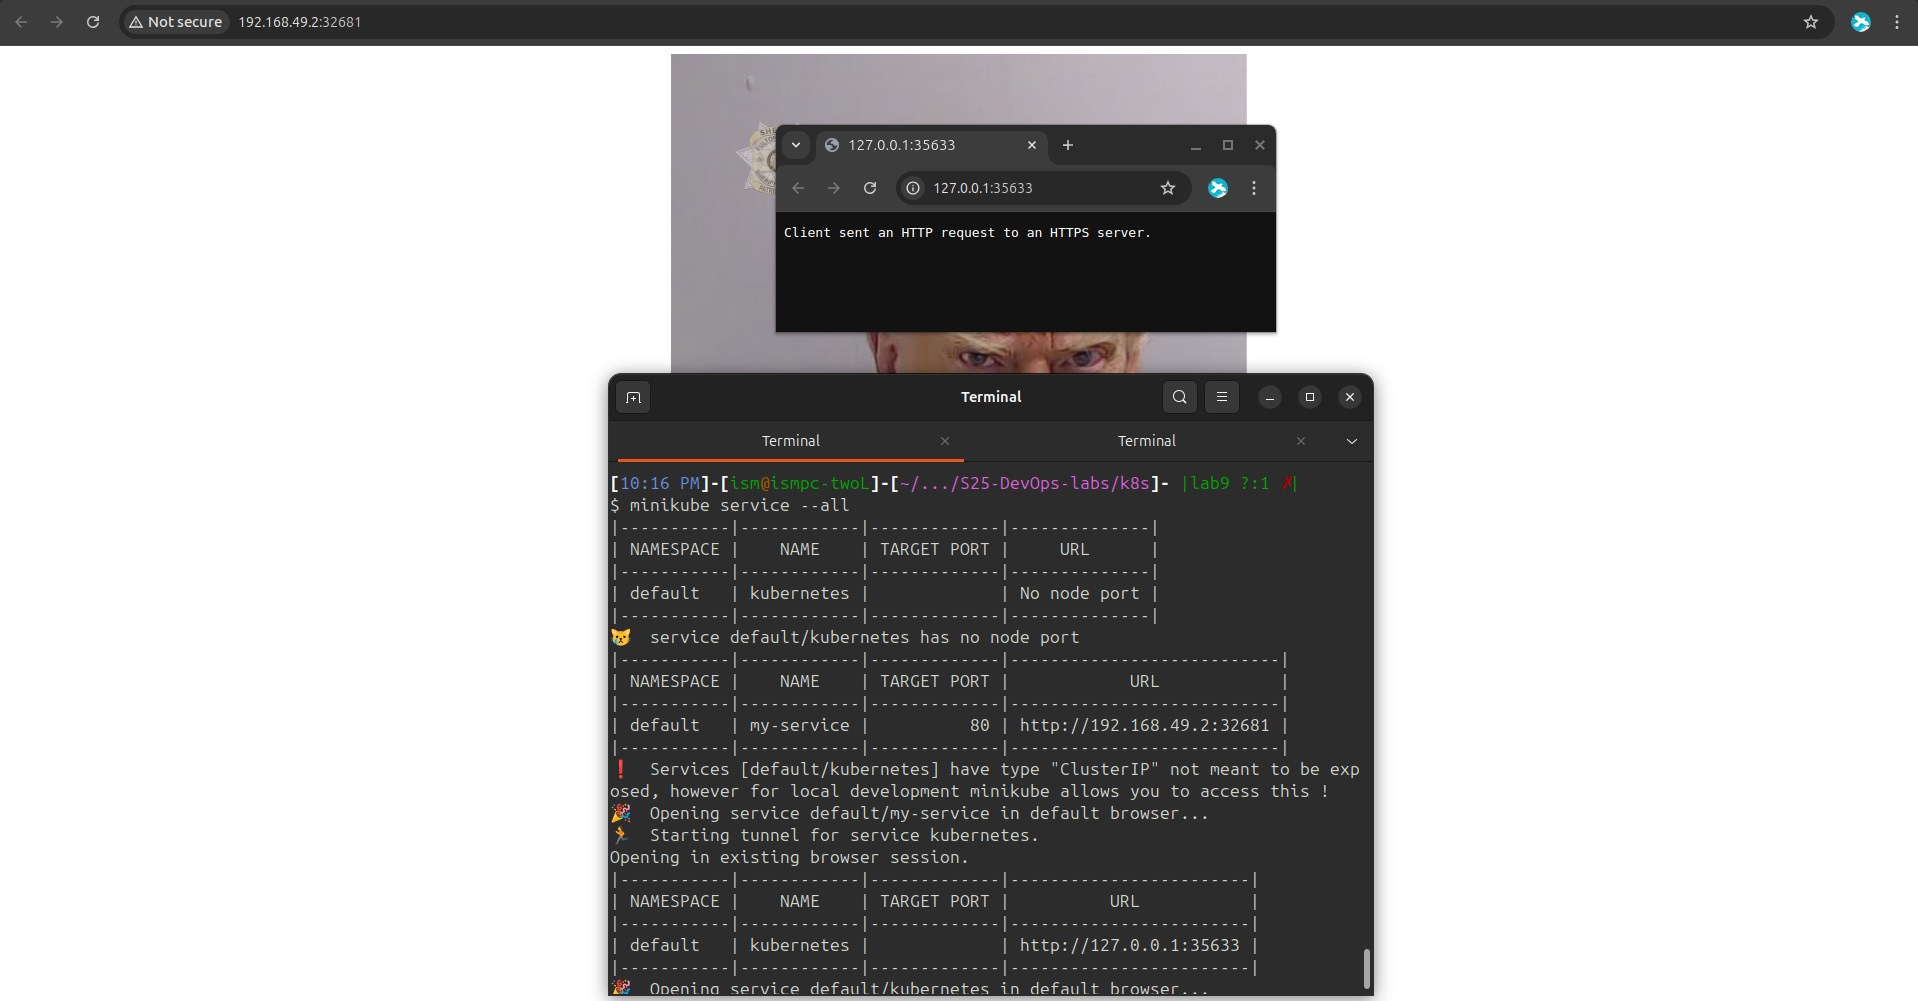 Not secure 192.168.49.2:32681
SHE
127.0.0.1:35633
127.0.0.1:35633
Client sent an HTTP request to an HTTPS server.
Terminal
Terminal Terminal
[10:16 PM]-[ism@ismpc-twoL]-[~/.../S25-DevOps-labs/k8s]- |lab9 ?:1 ✗|
$ minikube service --all
|-----------|------------|-------------|--------------|
| NAMESPACE |    NAME    | TARGET PORT |     URL      |
|-----------|------------|-------------|--------------|
| default   | kubernetes |             | No node port |
|-----------|------------|-------------|--------------|
😿  service default/kubernetes has no node port
|-----------|------------|-------------|---------------------------|
| NAMESPACE |    NAME    | TARGET PORT |            URL            |
|-----------|------------|-------------|---------------------------|
| default   | my-service |          80 | http://192.168.49.2:32681 |
|-----------|------------|-------------|---------------------------|
❗  Services [default/kubernetes] have type "ClusterIP" not meant to be exp
osed, however for local development minikube allows you to access this !
🎉  Opening service default/my-service in default browser...
🏃  Starting tunnel for service kubernetes.
Opening in existing browser session.
|-----------|------------|-------------|------------------------|
| NAMESPACE |    NAME    | TARGET PORT |          URL           |
|-----------|------------|-------------|------------------------|
| default   | kubernetes |             | http://127.0.0.1:35633 |
|-----------|------------|-------------|------------------------|
🎉  Opening service default/kubernetes in default browser...